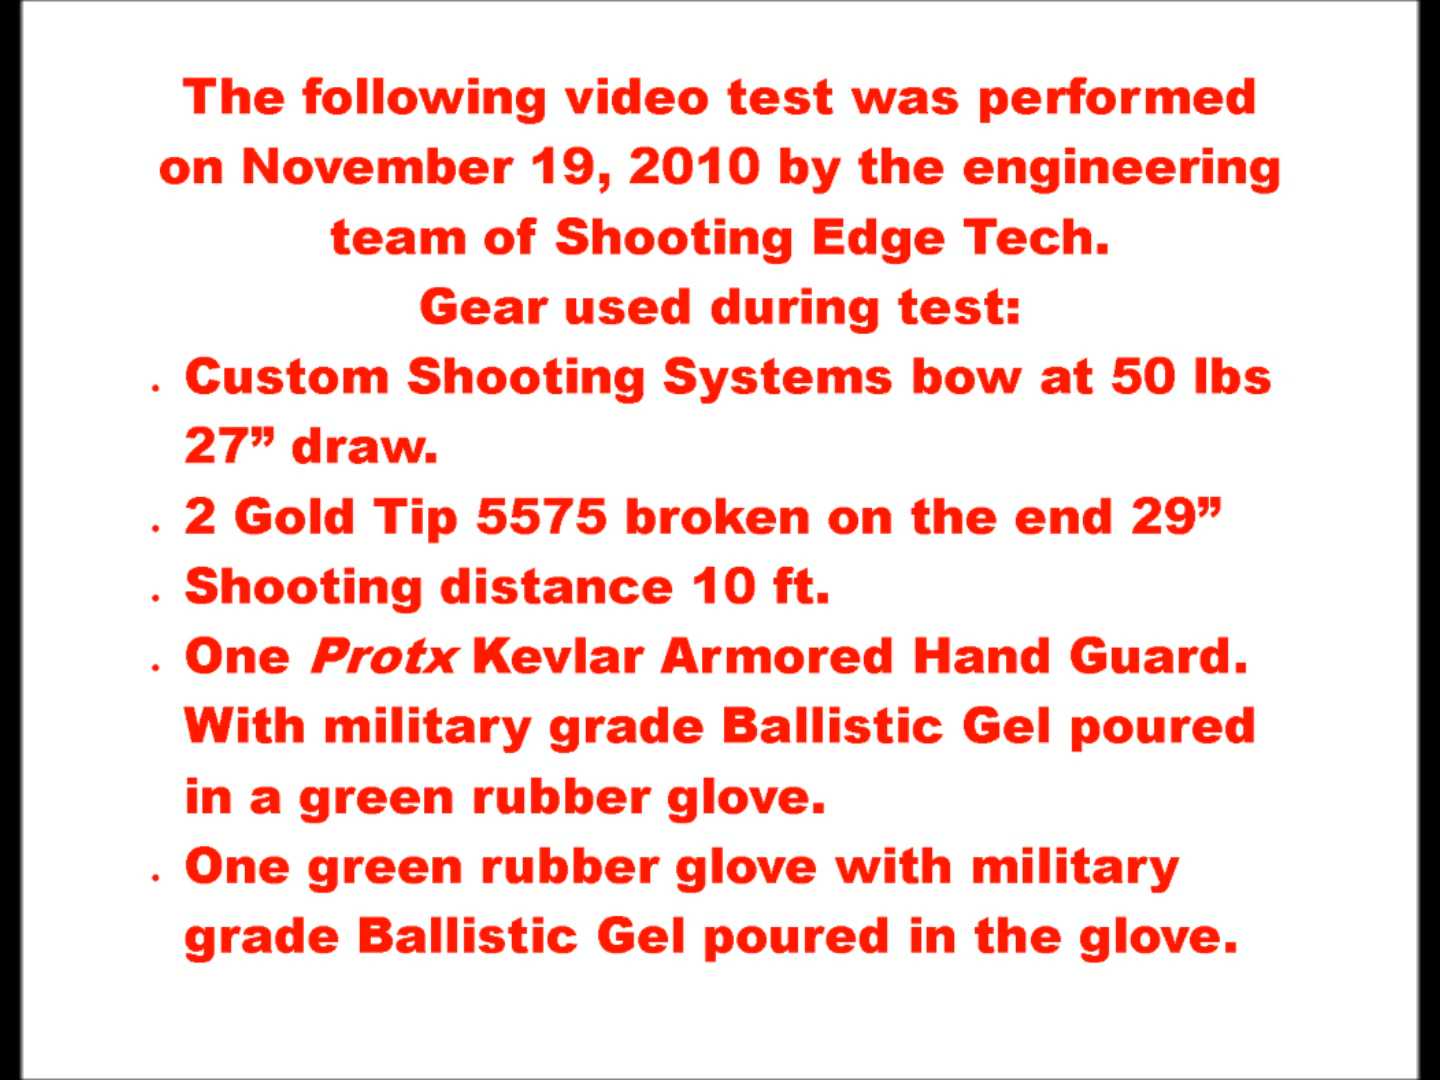 The following video test was performed
on November 19, 2010 by the engineering
team of Shooting Edge Tech.
Gear used during test:
. Custom Shooting Systems bow at 50 lbs
27” draw.
. 2 Gold Tip 5575 broken on the end 29”
. Shooting distance 10 ft.
. One Protx Kevlar Armored Hand Guard.
With military grade Ballistic Gel poured
in a green rubber glove.
. One green rubber glove with military
grade Ballistic Gel poured in the glove.